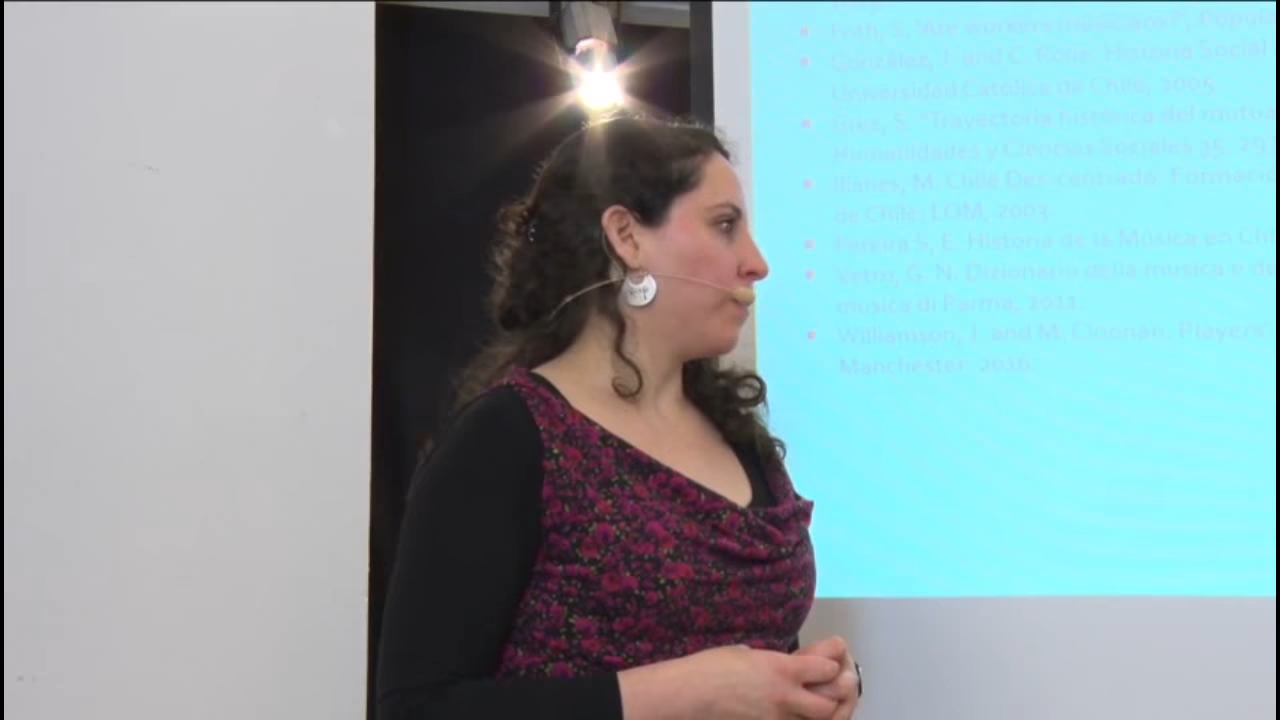 Frith, S. "Are workers musicians?", Popula
González, J. and C. Rolle. Historia Social
Universidad Católica de Chile, 2005.
S. "Trayectoria histórica del mutua
Humanidades y Ciencias Sociales 35, 29
Illanes, M. Chile Des-centrado. Formació
de Chile. LOM, 2003.
Pereira S, E. Historia de la Música en Chi
Vetro, G. N. Dizionario della musica e de
musica di Parma, 2011.
Williamson, J. and M. Cloonan. Players'
Manchester, 2016.